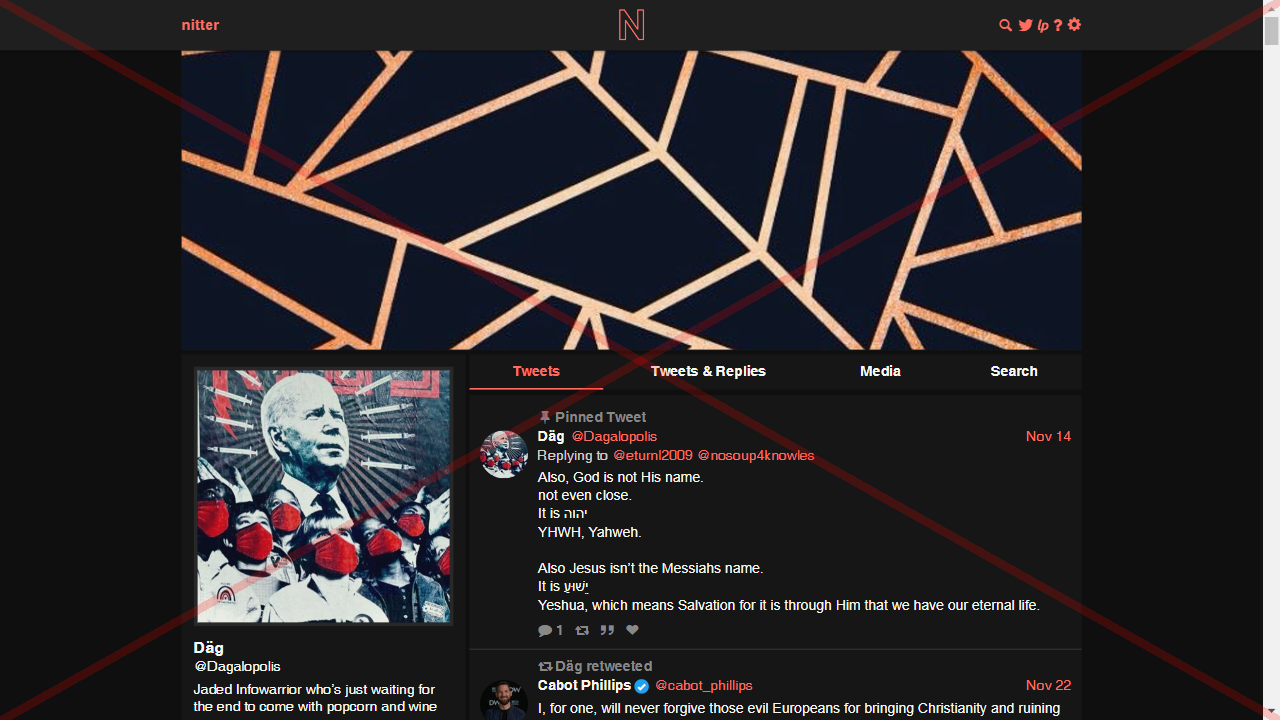 nitter
N
lp ?
Tweets Tweets & Replies Media Search
Pinned Tweet
Däg @Dagalopolis Nov 14
Replying to @eturnl2009 @nosoup4knowles
Also, God is not His name.
not even close.
It is יהוה
YHWH, Yahweh.
Also Jesus isn’t the Messiahs name.
It is יֵשׁוּעַ
Yeshua, which means Salvation for it is through Him that we have our eternal life.
1
Däg retweeted
Cabot Phillips @cabot_phillips Nov 22
I, for one, will never forgive those evil Europeans for bringing Christianity and ruining
Däg
@Dagalopolis
Jaded Infowarrior who’s just waiting for
the end to come with popcorn and wine